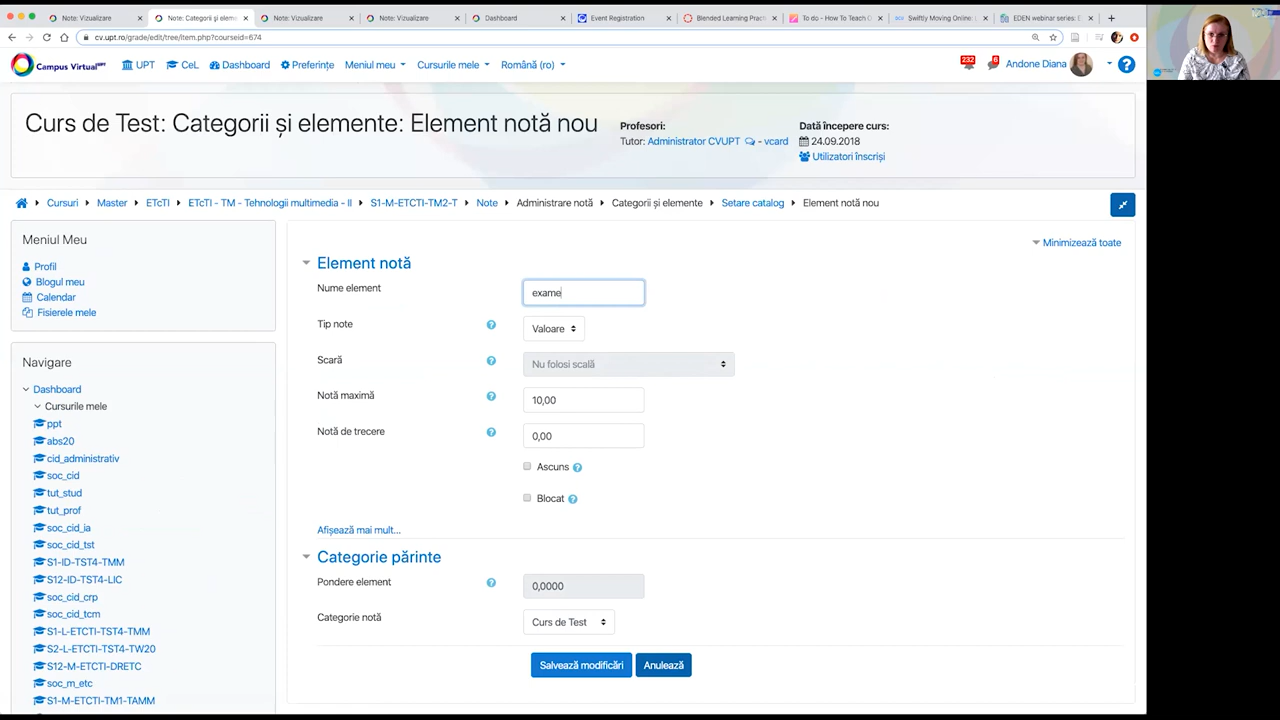 Note: Vizualizare
Note: Categorii și eleme
Note: Vizualizare
Note: Vizualizare
Dashboard
Event Registration
Blended Learning Pract
To do - How To Teach O
Swiftly Moving Online: L
EDEN webinar series: E
cv.upt.ro/grade/edit/tree/item.php?courseid=674
Campus Virtual UPT
UPT
CeL
Dashboard
Preferințe
Meniul meu
Cursurile mele
Română (ro)
232
6
Andone Diana
Curs de Test: Categorii și elemente: Element notă nou
Profesori:
Tutor: Administrator CVUPT - vcard
Dată începere curs:
24.09.2018
Utilizatori înscriși
Cursuri
Master
ETcTI
ETcTI - TM - Tehnologii multimedia - II
S1-M-ETCTI-TM2-T
Note
Administrare notă
Categorii și elemente
Setare catalog
Element notă nou
Meniul Meu
Profil
Blogul meu
Calendar
Fisierele mele
Navigare
Dashboard
Cursurile mele
ppt
abs20
cid_administrativ
soc_cid
tut_stud
tut_prof
soc_cid_ia
soc_cid_tst
S1-ID-TST4-TMM
S12-ID-TST4-LIC
soc_cid_crp
soc_cid_tcm
S1-L-ETCTI-TST4-TMM
S2-L-ETCTI-TST4-TW20
S12-M-ETCTI-DRETC
soc_m_etc
S1-M-ETCTI-TM1-TAMM
Minimizează toate
Element notă
Nume element
exame
Tip note
Valoare
Scară
Nu folosi scală
Notă maximă
10,00
Notă de trecere
0,00
Ascuns
Blocat
Afișează mai mult...
Categorie părinte
Pondere element
0,0000
Categorie notă
Curs de Test
Salvează modificări
Anulează